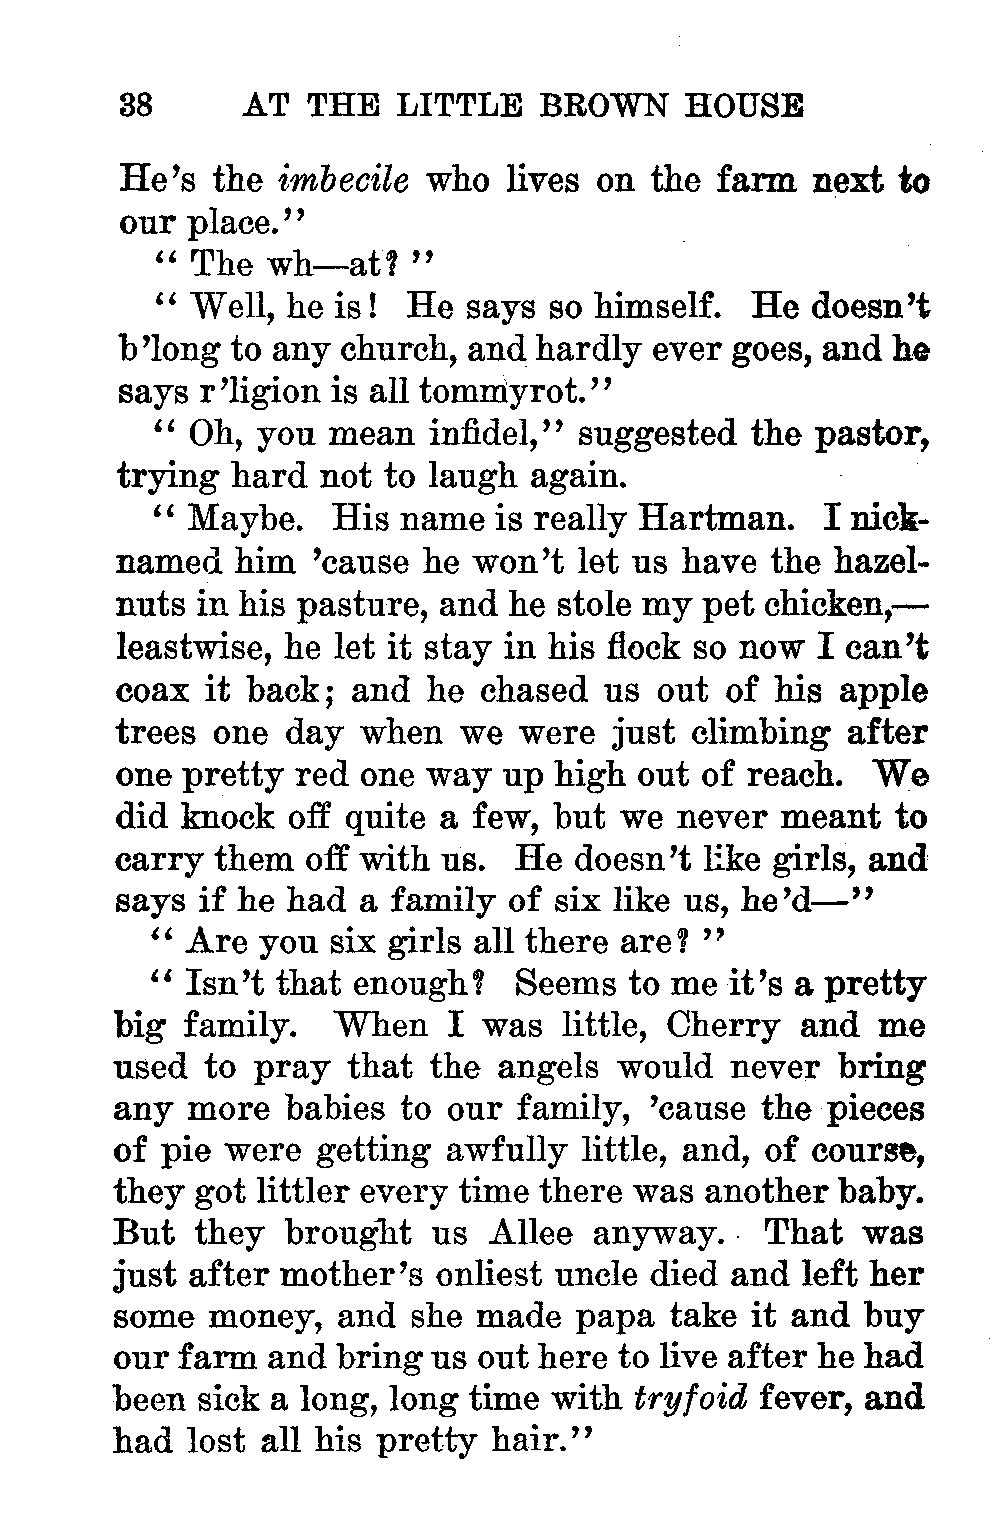 38 AT THE LITTLE BROWN HOUSE
He's the imbecile who lives on the farm next to
our place."
"The wh—at?"
"Well, he is! He says so himself. He doesn't
b'long to any church, and hardly ever goes, and he
says r'ligion is all tommyrot."
"Oh, you mean infidel," suggested the pastor,
trying hard not to laugh again.
"Maybe. His name is really Hartman. I nick-
named him 'cause he won't let us have the hazel-
nuts in his pasture, and he stole my pet chicken,—
leastwise, he let it stay in his flock so now I can't
coax it back; and he chased us out of his apple
trees one day when we were just climbing after
one pretty red one way up high out of reach. We
did knock off quite a few, but we never meant to
carry them off with us. He doesn't like girls, and
says if he had a family of six like us, he'd—"
"Are you six girls all there are?"
"Isn't that enough? Seems to me it's a pretty
big family. When I was little, Cherry and me
used to pray that the angels would never bring
any more babies to our family, 'cause the pieces
of pie were getting awfully little, and, of course,
they got littler every time there was another baby.
But they brought us Allee anyway. That was
just after mother's onliest uncle died and left her
some money, and she made papa take it and buy
our farm and bring us out here to live after he had
been sick a long, long time with tryfoid fever, and
had lost all his pretty hair."